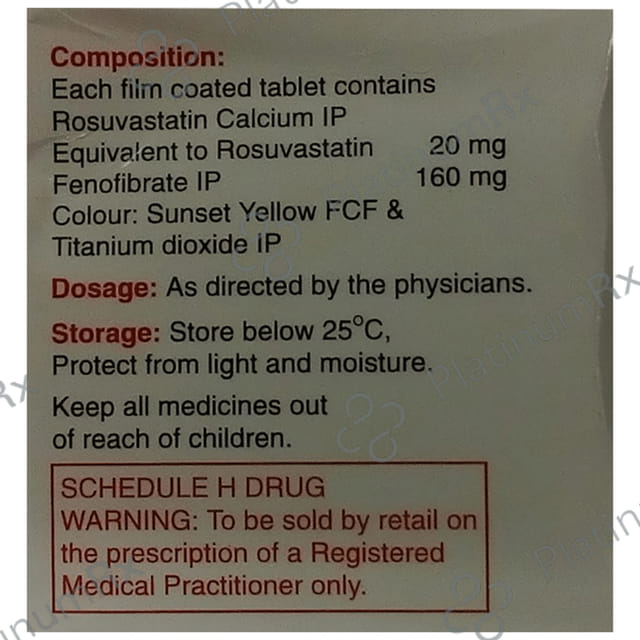 Composition:
Each film coated tablet contains
Rosuvastatin Calcium IP
Equivalent to Rosuvastatin 20 mg
Fenofibrate IP 160 mg
Colour: Sunset Yellow FCF &
Titanium dioxide IP
Dosage: As directed by the physicians.
Storage: Store below 25°C,
Protect from light and moisture.
Keep all medicines out
of reach of children.
SCHEDULE H DRUG
WARNING: To be sold by retail on
the prescription of a Registered
Medical Practitioner only.
PlatinumRx